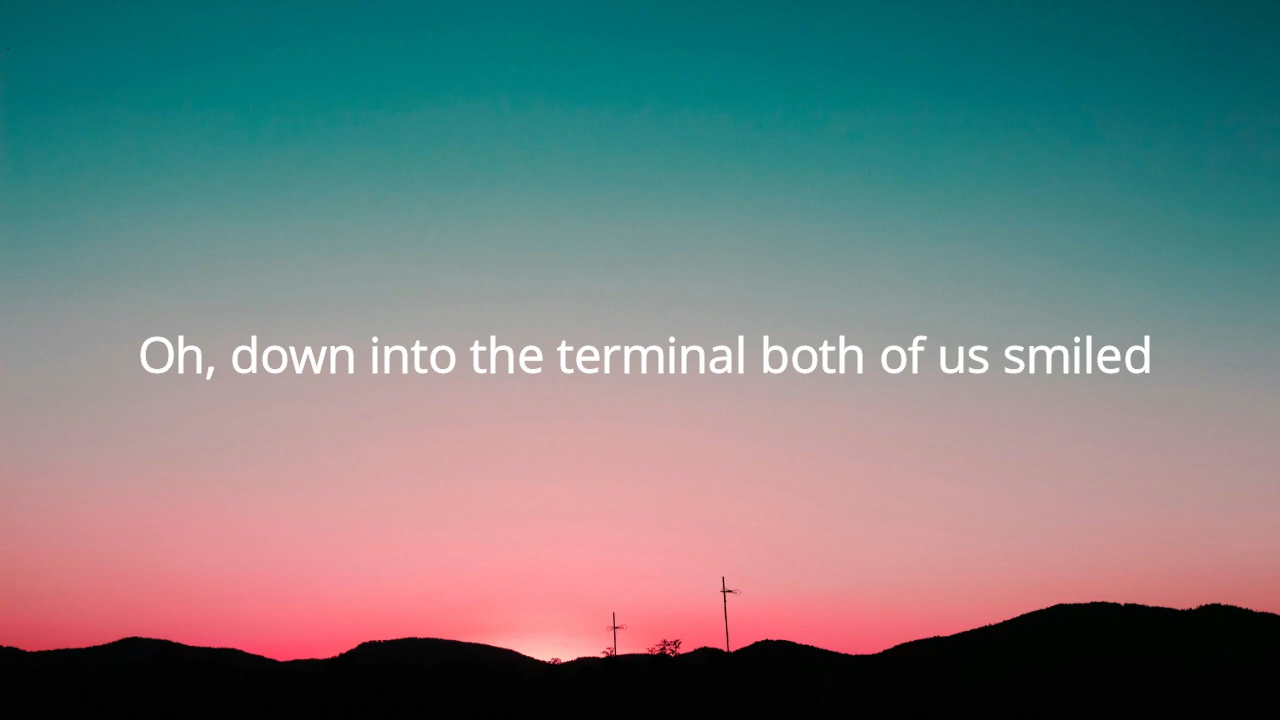 Oh, down into the terminal both of us smiled